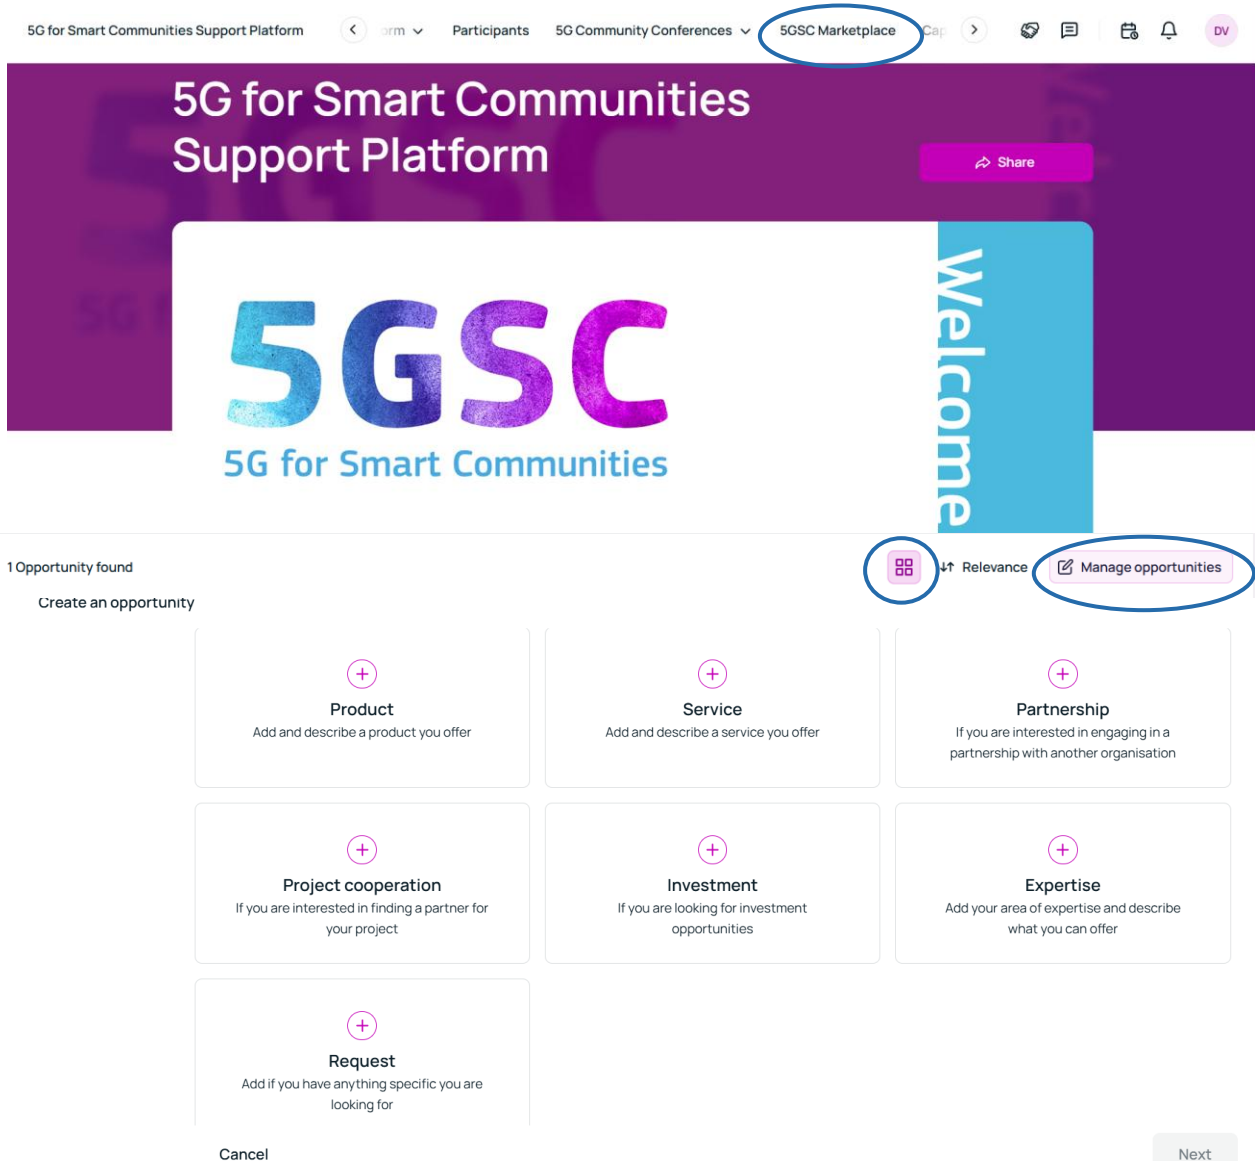 5G for Smart Communities Support Platform
Participants
5G Community Conferences
5GSC Marketplace
DV
5G for Smart Communities
Support Platform
Share
5GSC
5G for Smart Communities
Welcome
1 Opportunity found
Relevance
Manage opportunities
Create an opportunity
Product
Add and describe a product you offer
Service
Add and describe a service you offer
Partnership
If you are interested in engaging in a
partnership with another organisation
Project cooperation
If you are interested in finding a partner for
your project
Investment
If you are looking for investment
opportunities
Expertise
Add your area of expertise and describe
what you can offer
Request
Add if you have anything specific you are
looking for
Cancel
Next